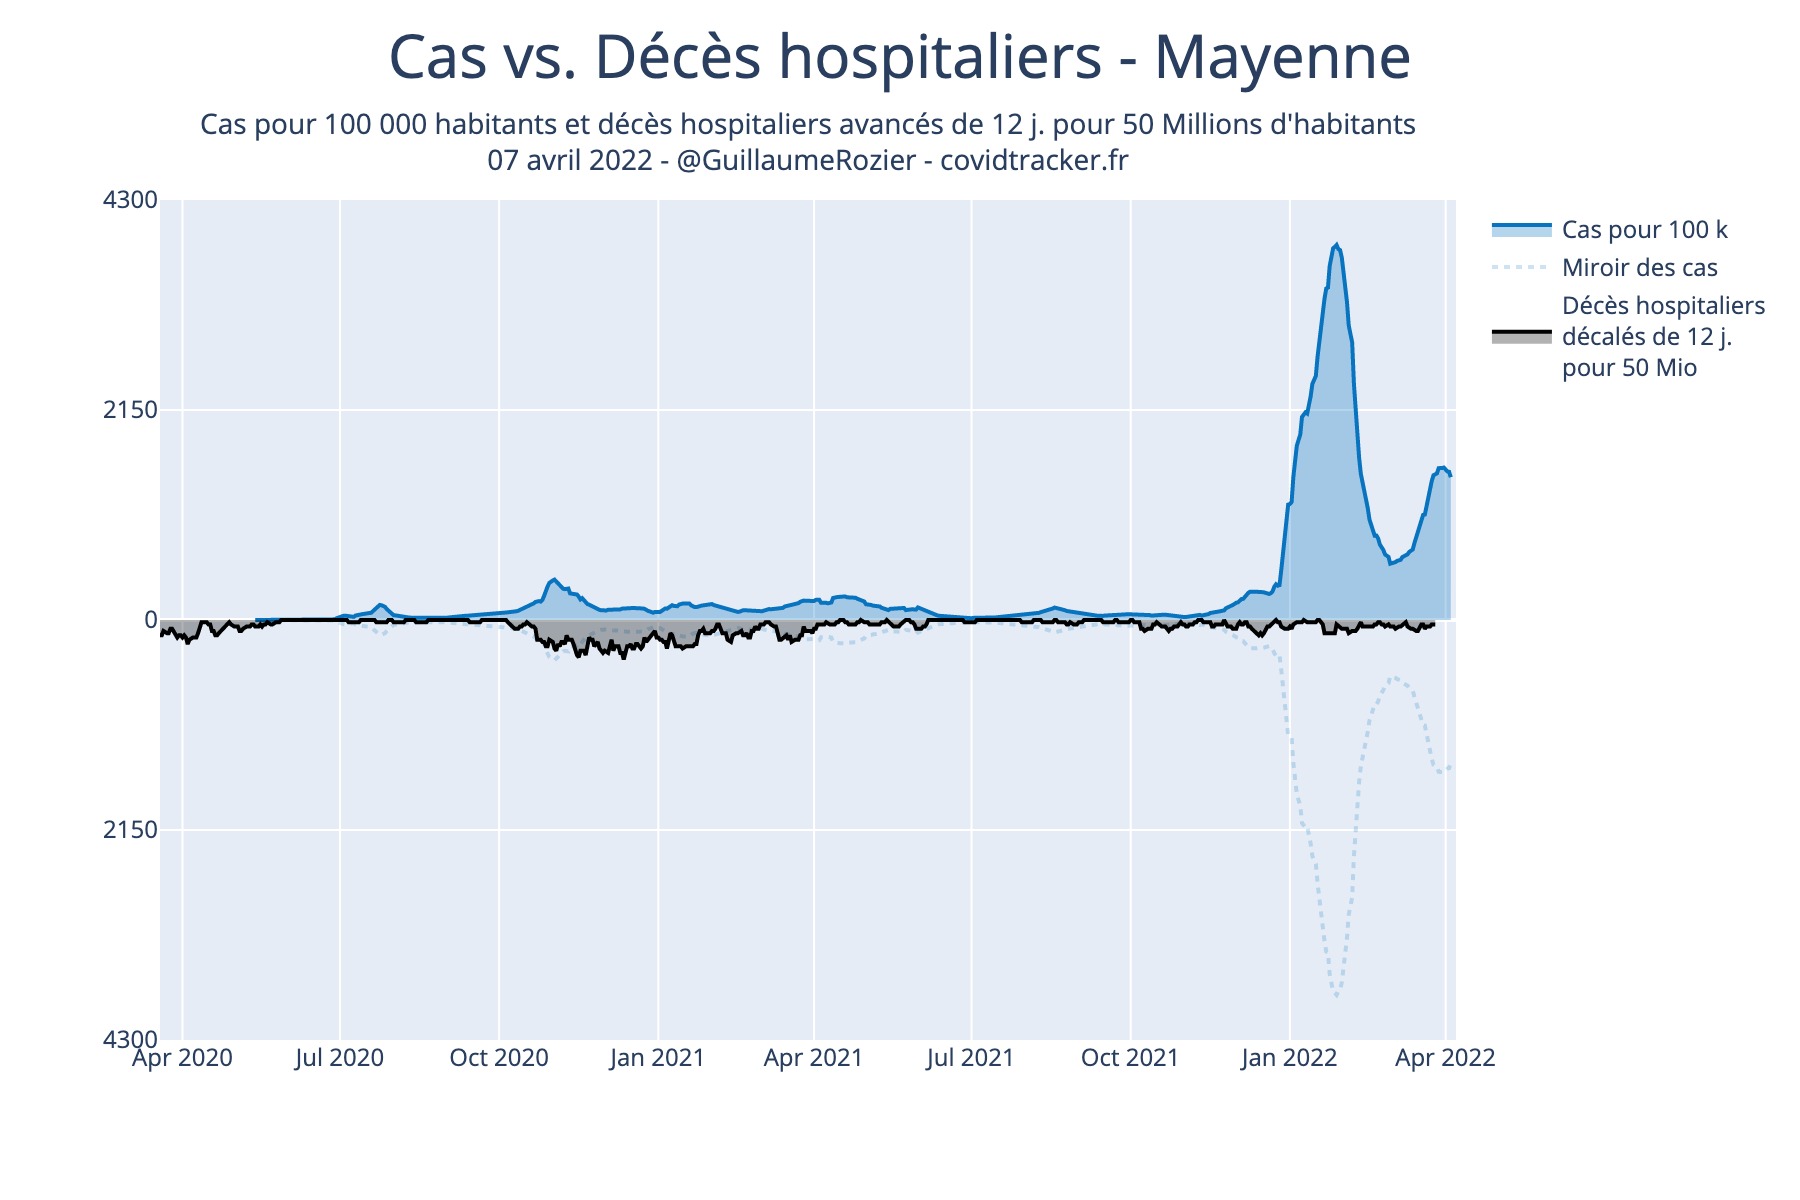 Cas vs. Décès hospitaliers - Mayenne
Cas pour 100 000 habitants et décès hospitaliers avancés de 12 j. pour 50 Millions d'habitants
07 avril 2022 - @GuillaumeRozier - covidtracker.fr
4300
2150
0
2150
4300
Apr 2020
Jul 2020
Oct 2020
Jan 2021
Apr 2021
Jul 2021
Oct 2021
Jan 2022
Apr 2022
Cas pour 100 k
Miroir des cas
Décès hospitaliers
décalés de 12 j.
pour 50 Mio